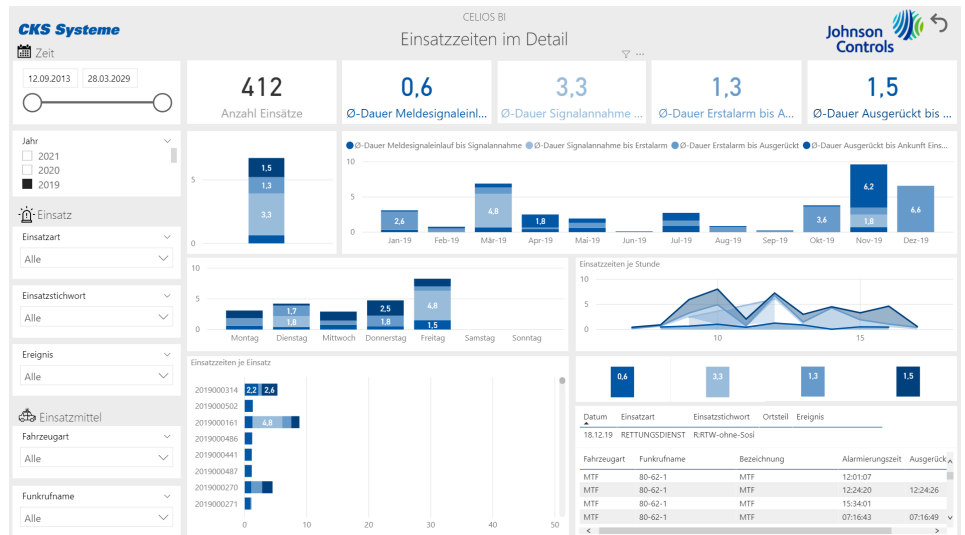 CELIOS BI
CKS Systeme
Einsatzzeiten im Detail
Johnson Controls
Zeit
12.09.2013 28.03.2029
412
Anzahl Einsätze
0,6
Ø-Dauer Meldesignaleinl...
3,3
Ø-Dauer Signalannahme ...
1,3
Ø-Dauer Erstalarm bis A...
1,5
Ø-Dauer Ausgerückt bis ...
Jahr
2021
2020
2019
Einsatz
Einsatzart
Alle
Einsatzstichwort
Alle
Ereignis
Alle
Einsatzmittel
Fahrzeugart
Alle
Funkrufname
Alle
5
0
1,5
1,3
3,3
Ø-Dauer Meldesignaleinlauf bis Signalannahme Ø-Dauer Signalannahme bis Erstalarm Ø-Dauer Erstalarm bis Ausgerückt Ø-Dauer Ausgerückt bis Ankunft Eins...
10
5
0
2,6 4,8 1,8 3,6 6,2 1,8 6,6
Jan-19 Feb-19 Mär-19 Apr-19 Mai-19 Jun-19 Jul-19 Aug-19 Sep-19 Okt-19 Nov-19 Dez-19
10
5
0
1,7 1,8 2,5 1,8 4,8 1,5
Montag Dienstag Mittwoch Donnerstag Freitag Samstag Sonntag
Einsatzzeiten je Stunde
10
5
0
10 15
Einsatzzeiten je Einsatz
2019000314 2,2 2,6
2019000502
2019000161 4,8
2019000486
2019000441
2019000487
2019000270
2019000271
0 10 20 30 40 50
0,6 3,3 1,3 1,5
Datum Einsatzart Einsatzstichwort Ortsteil Ereignis
18.12.19 RETTUNGSDIENST R:RTW-ohne-Sosi
Fahrzeugart Funkrufname Bezeichnung Alarmierungszeit Ausgerück
MTF 80-62-1 MTF 12:01:07
MTF 80-62-1 MTF 12:24:20 12:24:26
MTF 80-62-1 MTF 15:34:01
MTF 80-62-1 MTF 07:16:43 07:16:49